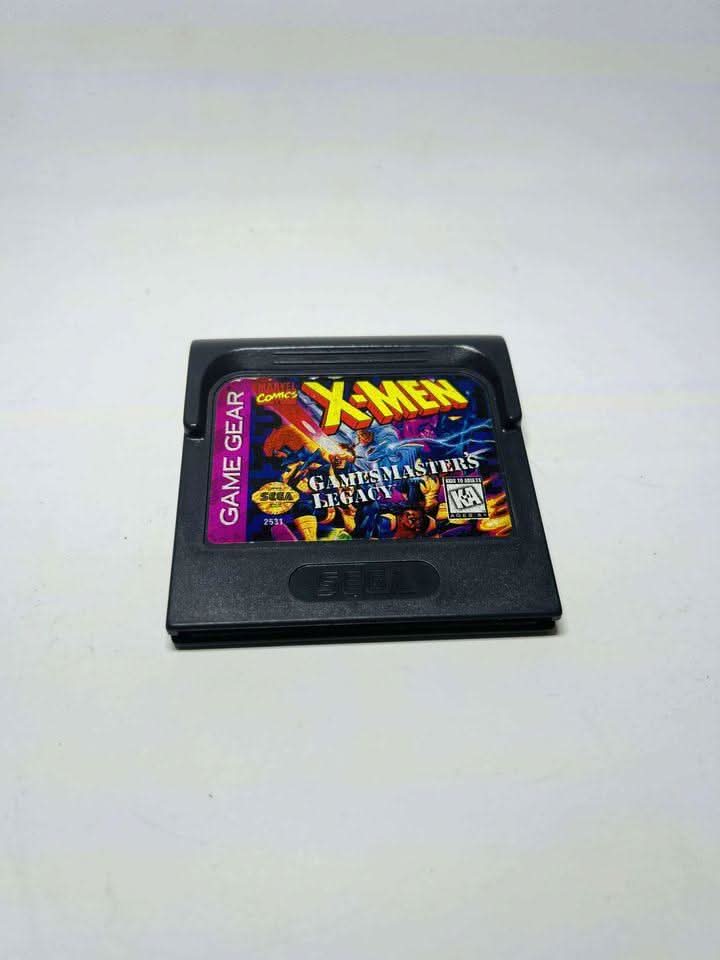 GAME GEAR
MARVEL
COMICS
X-MEN
GAMESMASTER'S
LEGACY
SEGA
2531
KIDS TO ADULTS
K-A
AGES 6+
SEGA